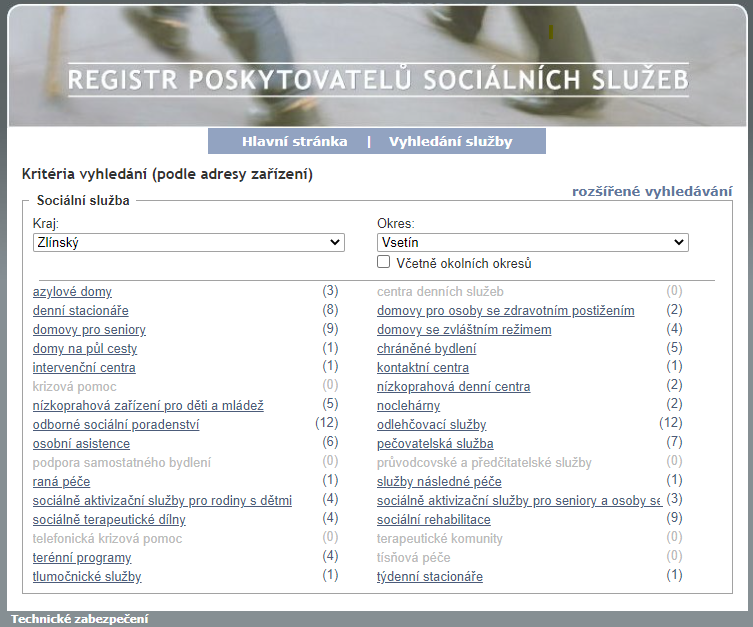 REGISTR POSKYTOVATELŮ SOCIÁLNÍCH SLUŽEB
Hlavní stránka | Vyhledání služby
Kritéria vyhledání (podle adresy zařízení)
rozšířené vyhledávání
Sociální služba
Kraj: Okres:
Zlínský Vsetín
Včetně okolních okresů
azylové domy (3) centra denních služeb (0)
denní stacionáře (8) domovy pro osoby se zdravotním postižením (2)
domovy pro seniory (9) domovy se zvláštním režimem (4)
domy na půl cesty (1) chráněné bydlení (5)
intervenční centra (1) kontaktní centra (1)
krizová pomoc (0) nízkoprahová denní centra (2)
nízkoprahová zařízení pro děti a mládež (5) noclehárny (2)
odborné sociální poradenství (12) odlehčovací služby (12)
osobní asistence (6) pečovatelská služba (7)
podpora samostatného bydlení (0) průvodcovské a předčitatelské služby (0)
raná péče (1) služby následné péče (1)
sociálně aktivizační služby pro rodiny s dětmi (4) sociálně aktivizační služby pro seniory a osoby se (3)
sociálně terapeutické dílny (4) sociální rehabilitace (9)
telefonická krizová pomoc (0) terapeutické komunity (0)
terénní programy (4) tísňová péče (0)
tlumočnické služby (1) týdenní stacionáře (1)
Technické zabezpečení